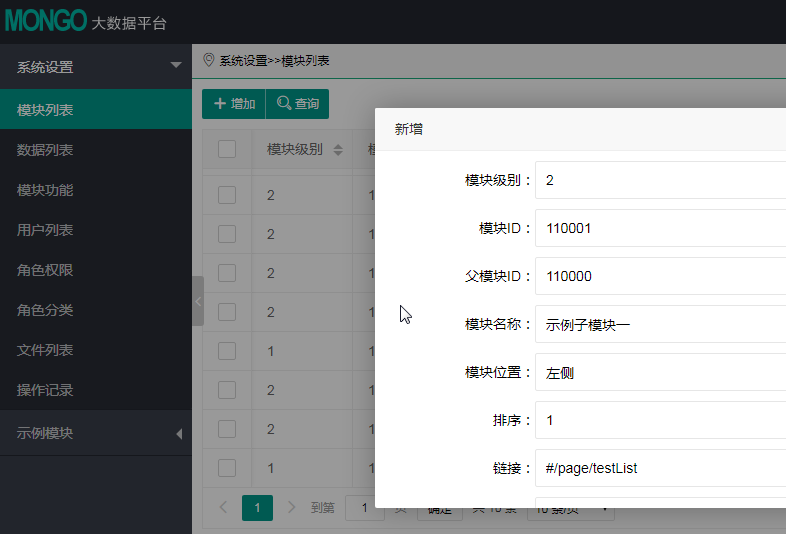 MONGO 大数据平台
系统设置
模块列表
数据列表
模块功能
用户列表
角色权限
角色分类
文件列表
操作记录
示例模块
系统设置>>模块列表
增加 查询
模块级别
2 1
2 1
2 1
2 1
1 1
2 1
2 1
1 1
1 到第 1 页 确定 10 条/页
新增
模块级别： 2
模块ID： 110001
父模块ID： 110000
模块名称： 示例子模块一
模块位置： 左侧
排序： 1
链接： #/page/testList